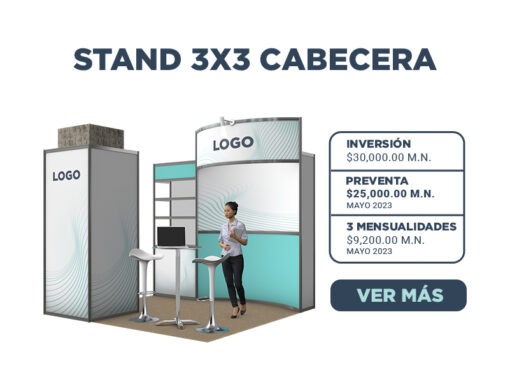 STAND 3X3 CABECERA
LOGO
LOGO
INVERSIÓN
$30,000.00 M.N.
PREVENTA
$25,000.00 M.N.
MAYO 2023
3 MENSUALIDADES
$9,200.00 M.N.
MAYO 2023
VER MÁS